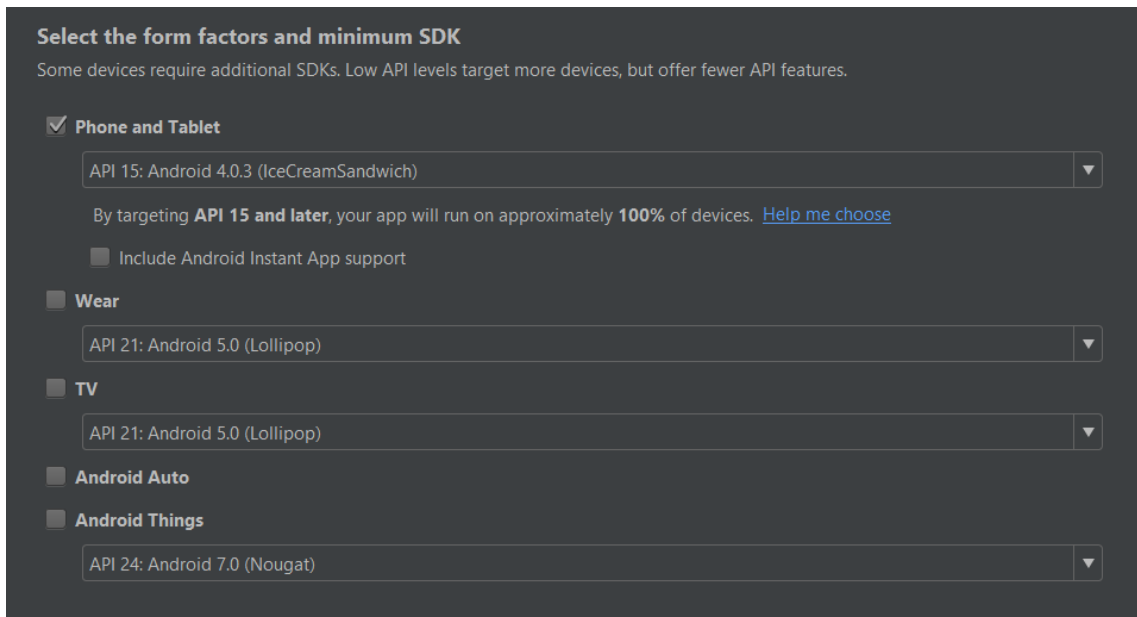 Select the form factors and minimum SDK
Some devices require additional SDKs. Low API levels target more devices, but offer fewer API features.
Phone and Tablet
API 15: Android 4.0.3 (IceCreamSandwich)
By targeting API 15 and later, your app will run on approximately 100% of devices. Help me choose
Include Android Instant App support
Wear
API 21: Android 5.0 (Lollipop)
TV
API 21: Android 5.0 (Lollipop)
Android Auto
Android Things
API 24: Android 7.0 (Nougat)